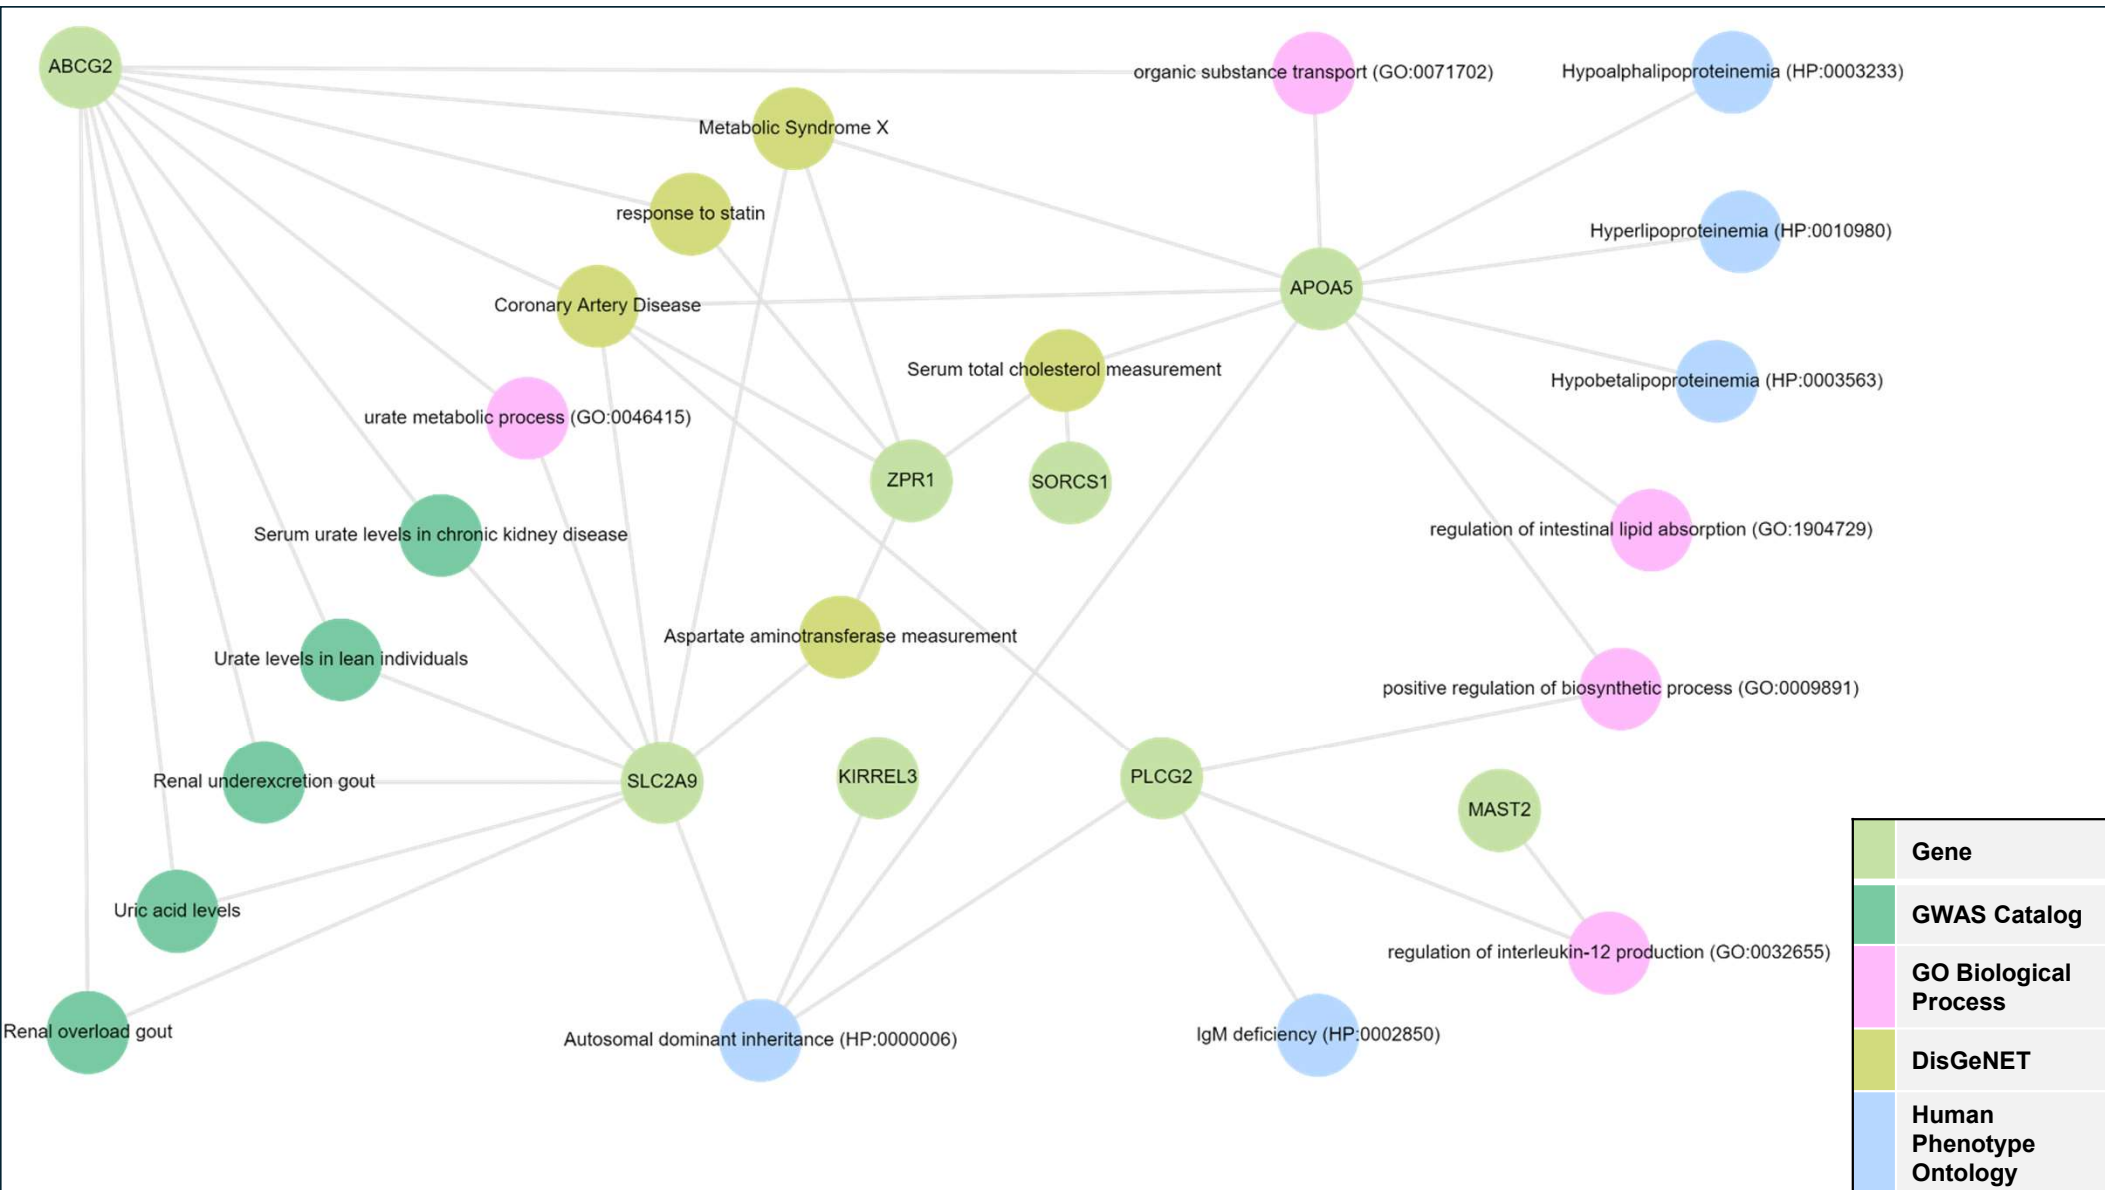 ABCG2
organic substance transport (GO:0071702)
Hypoalphalipoproteinemia (HP:0003233)
Metabolic Syndrome X
response to statin
Hyperlipoproteinemia (HP:0010980)
APOA5
Coronary Artery Disease
Serum total cholesterol measurement
Hypobetalipoproteinemia (HP:0003563)
urate metabolic process (GO:0046415)
ZPR1
SORCS1
Serum urate levels in chronic kidney disease
regulation of intestinal lipid absorption (GO:1904729)
Aspartate aminotransferase measurement
Urate levels in lean individuals
positive regulation of biosynthetic process (GO:0009891)
Renal underexcretion gout
SLC2A9
KIRREL3
PLCG2
MAST2
Uric acid levels
regulation of interleukin-12 production (GO:0032655)
Renal overload gout
Autosomal dominant inheritance (HP:0000006)
IgM deficiency (HP:0002850)
Gene
GWAS Catalog
GO Biological
Process
DisGeNET
Human
Phenotype
Ontology